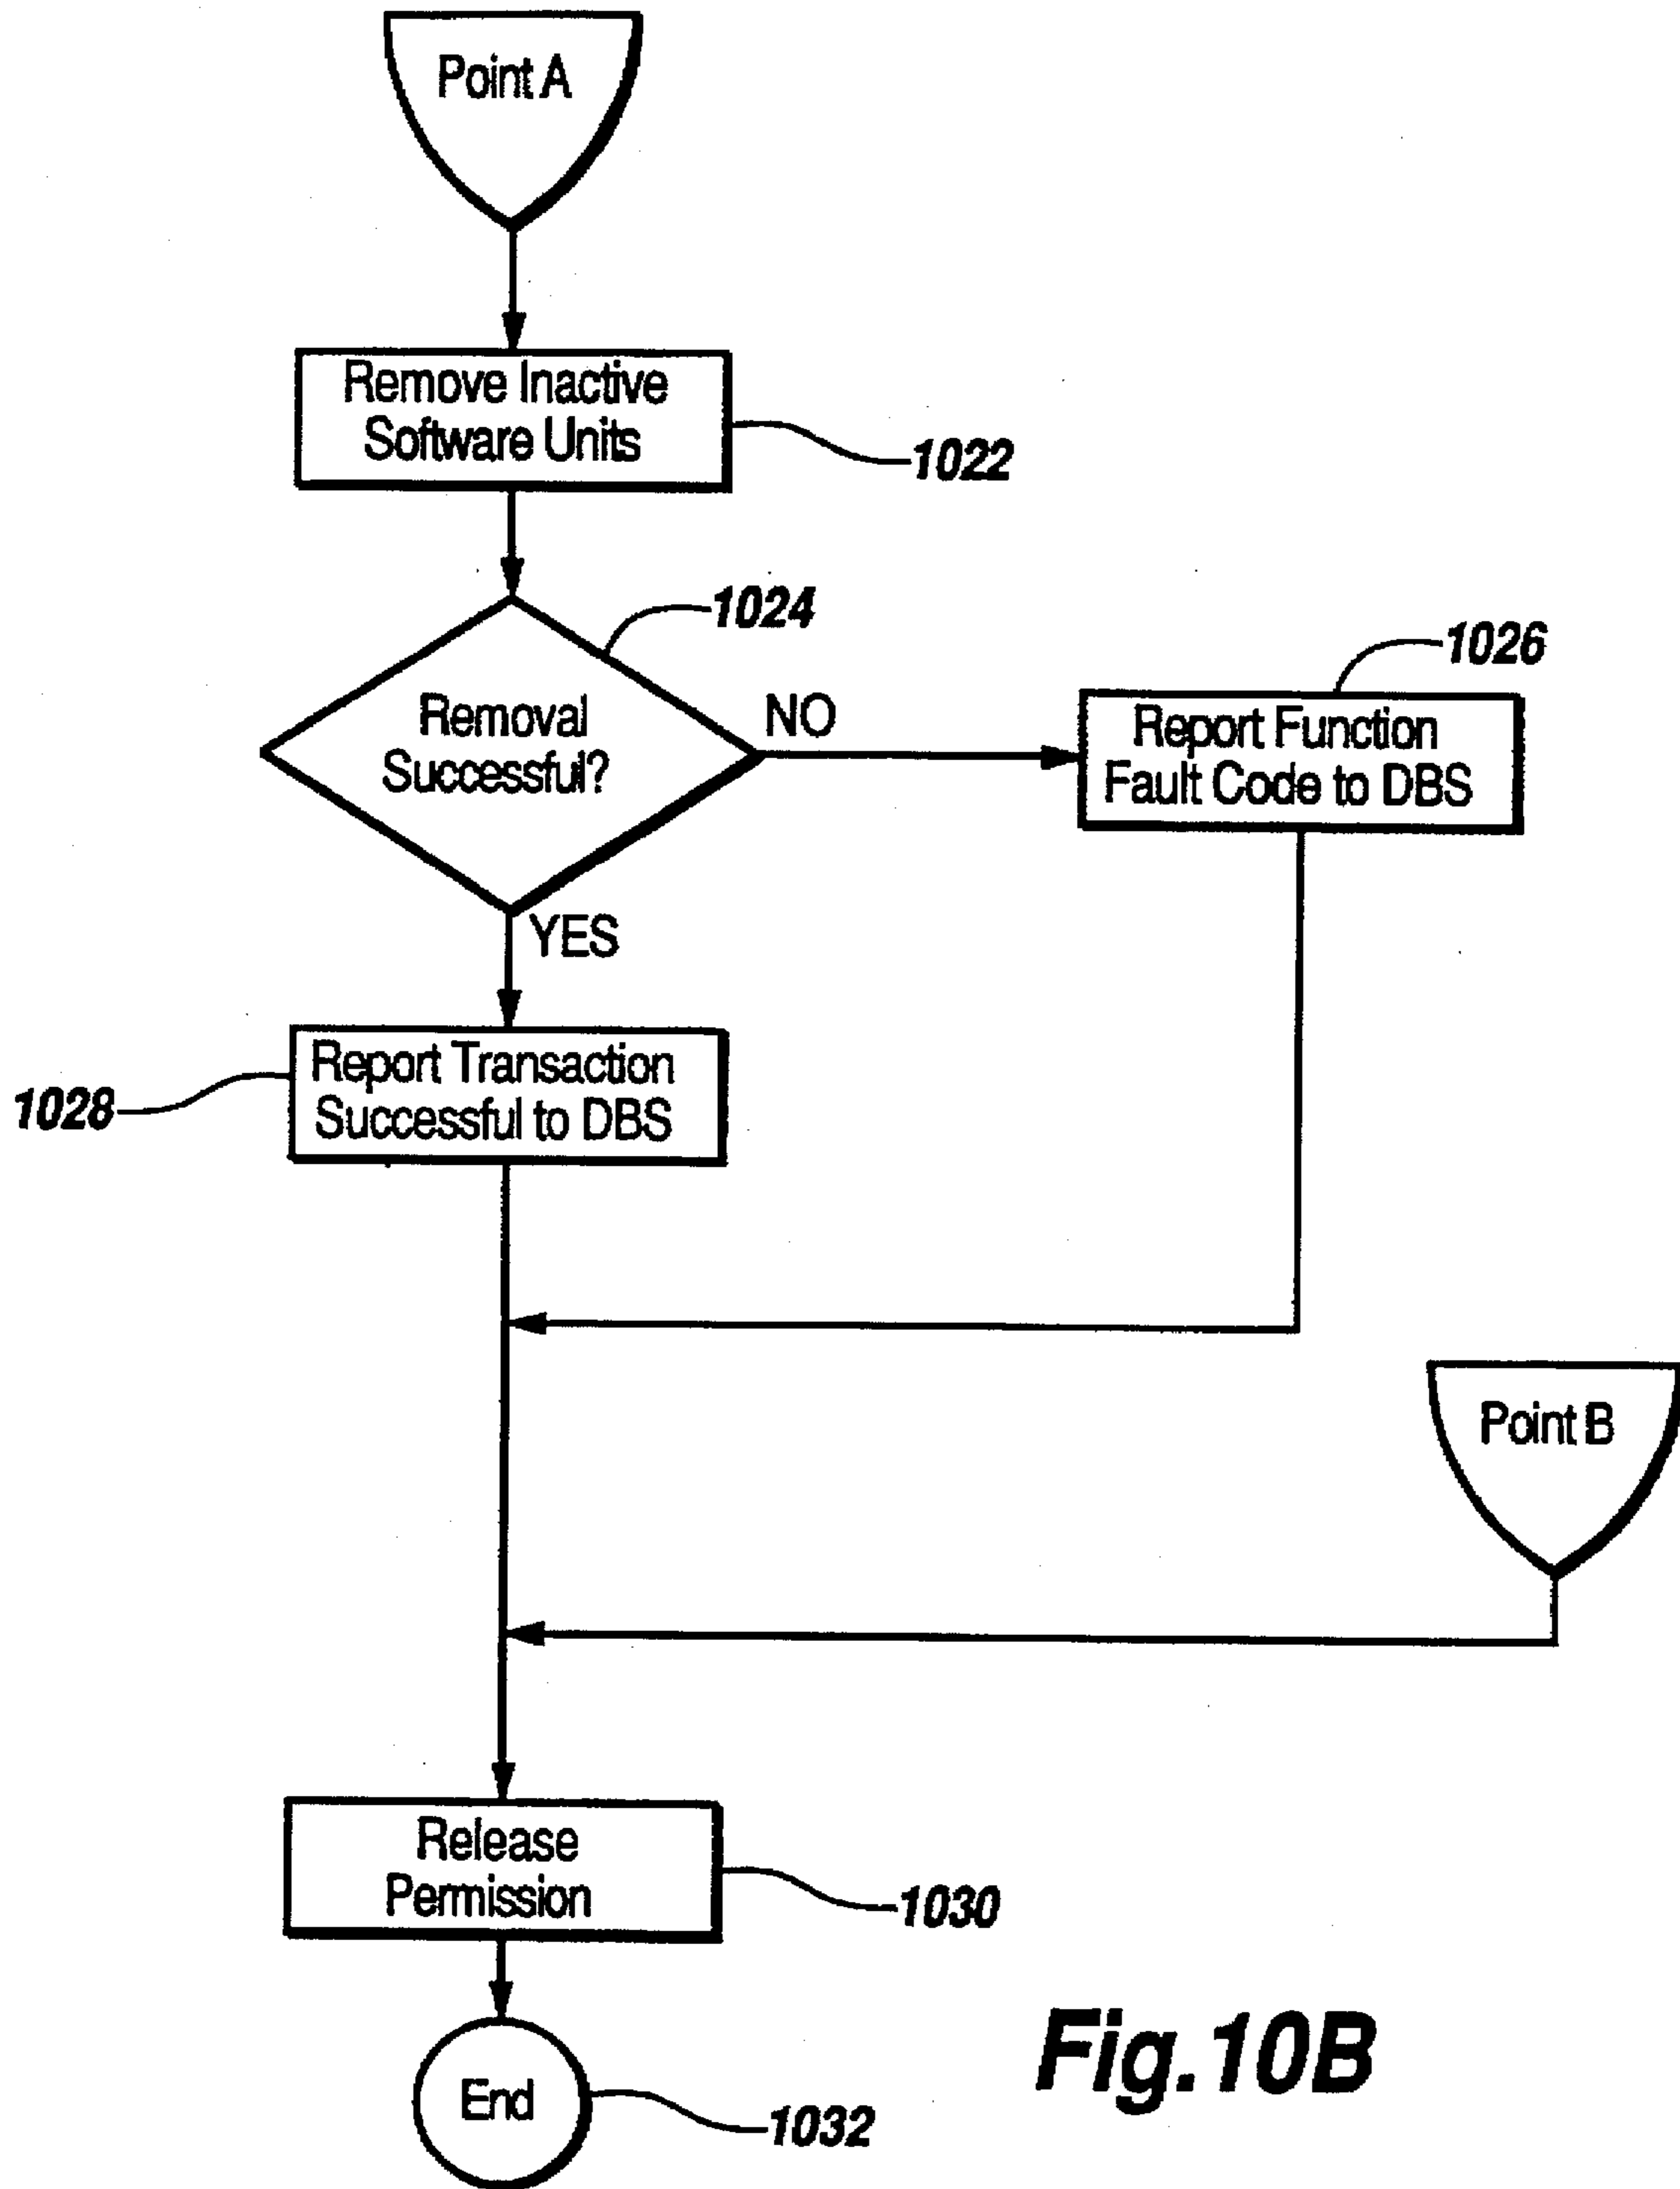 Point A
Remove Inactive
Software Units
1022
1024
Removal
Successful?
NO
1026
Report Function
Fault Code to DBS
YES
Report Transaction
Successful to DBS
1028
Point B
Release
Permission
1030
End
1032
Fig.10B